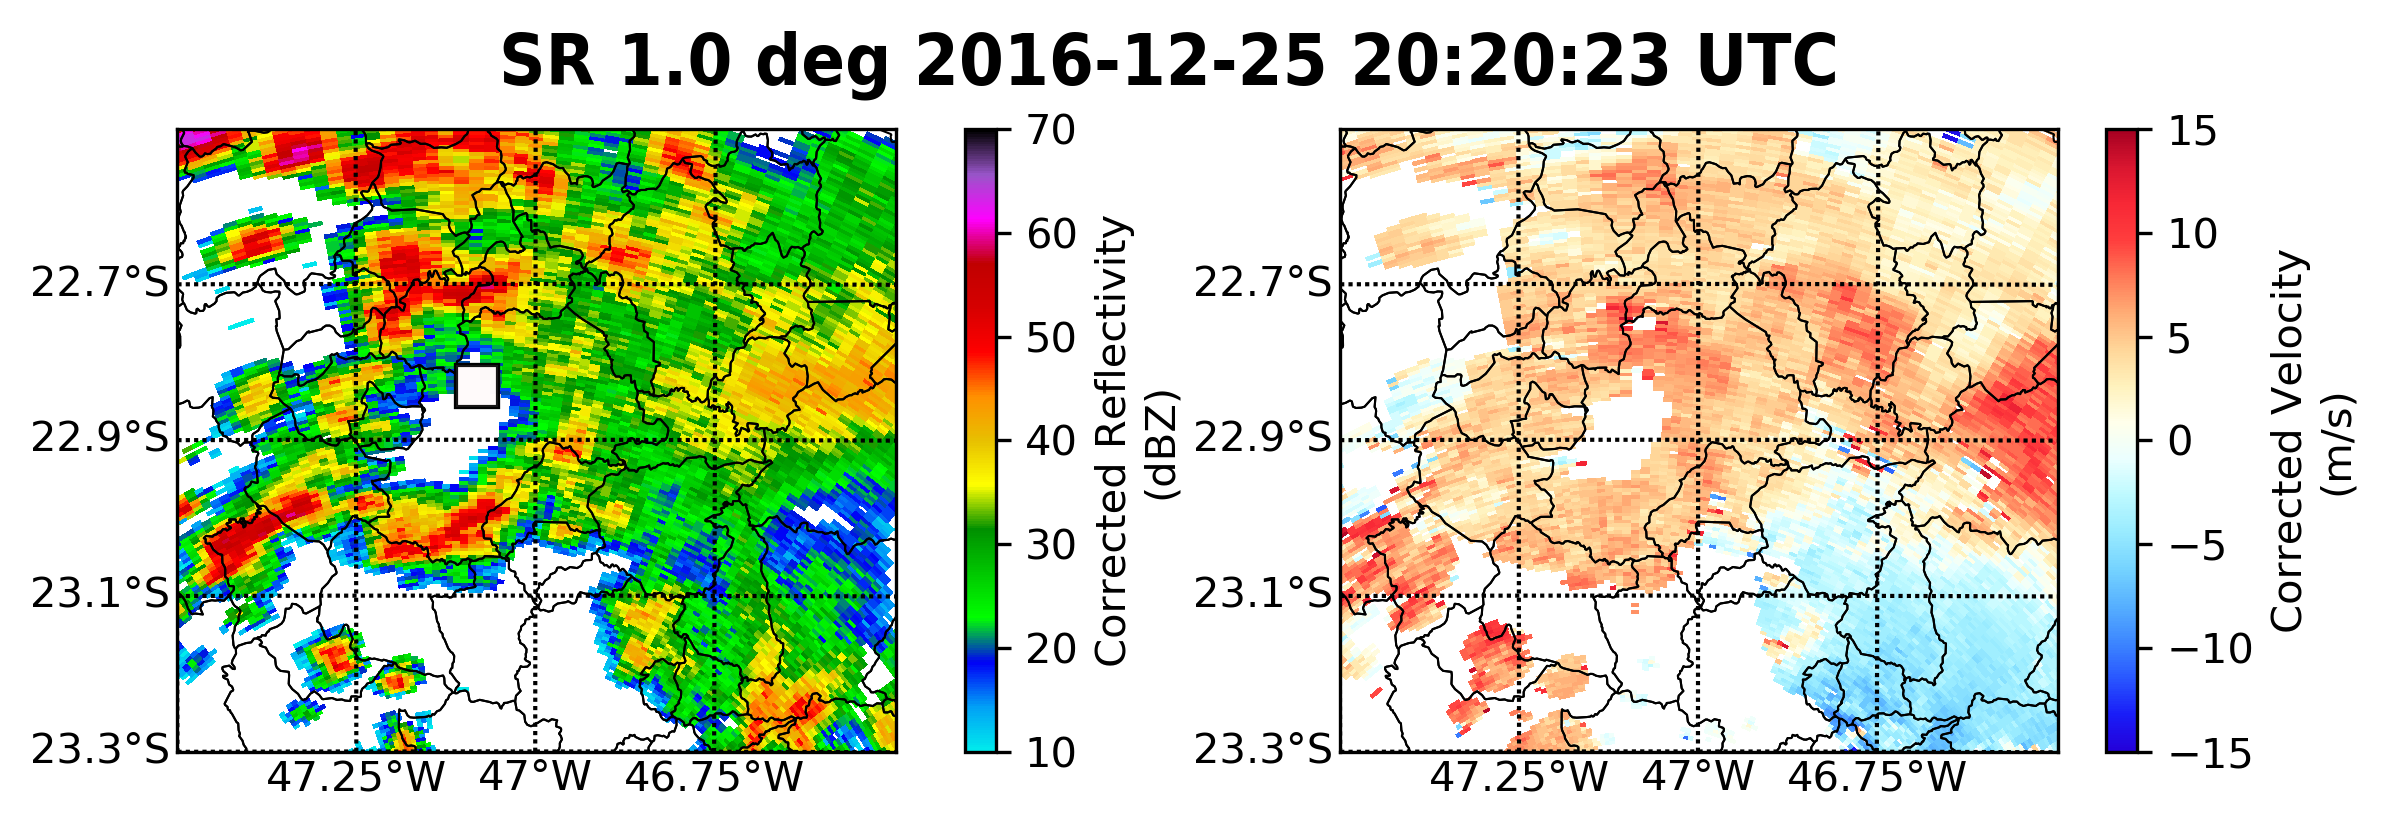 SR 1.0 deg 2016-12-25 20:20:23 UTC
22.7°S
22.9°S
23.1°S
23.3°S
47.25°W 47°W 46.75°W
70
60
50
40
30
20
10
Corrected Reflectivity
(dBZ)
22.7°S
22.9°S
23.1°S
23.3°S
47.25°W 47°W 46.75°W
15
10
5
0
−5
−10
−15
Corrected Velocity
(m/s)